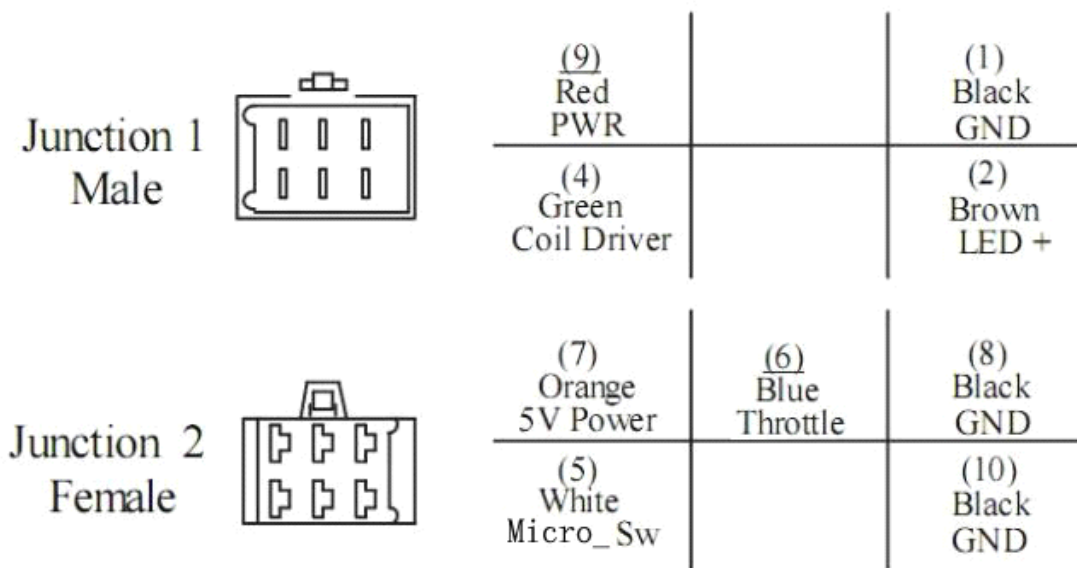 Junction 1
Male
(9)
Red
PWR
(1)
Black
GND
(4)
Green
Coil Driver
(2)
Brown
LED +
Junction 2
Female
(7)
Orange
5V Power
(6)
Blue
Throttle
(8)
Black
GND
(5)
White
Micro_Sw
(10)
Black
GND